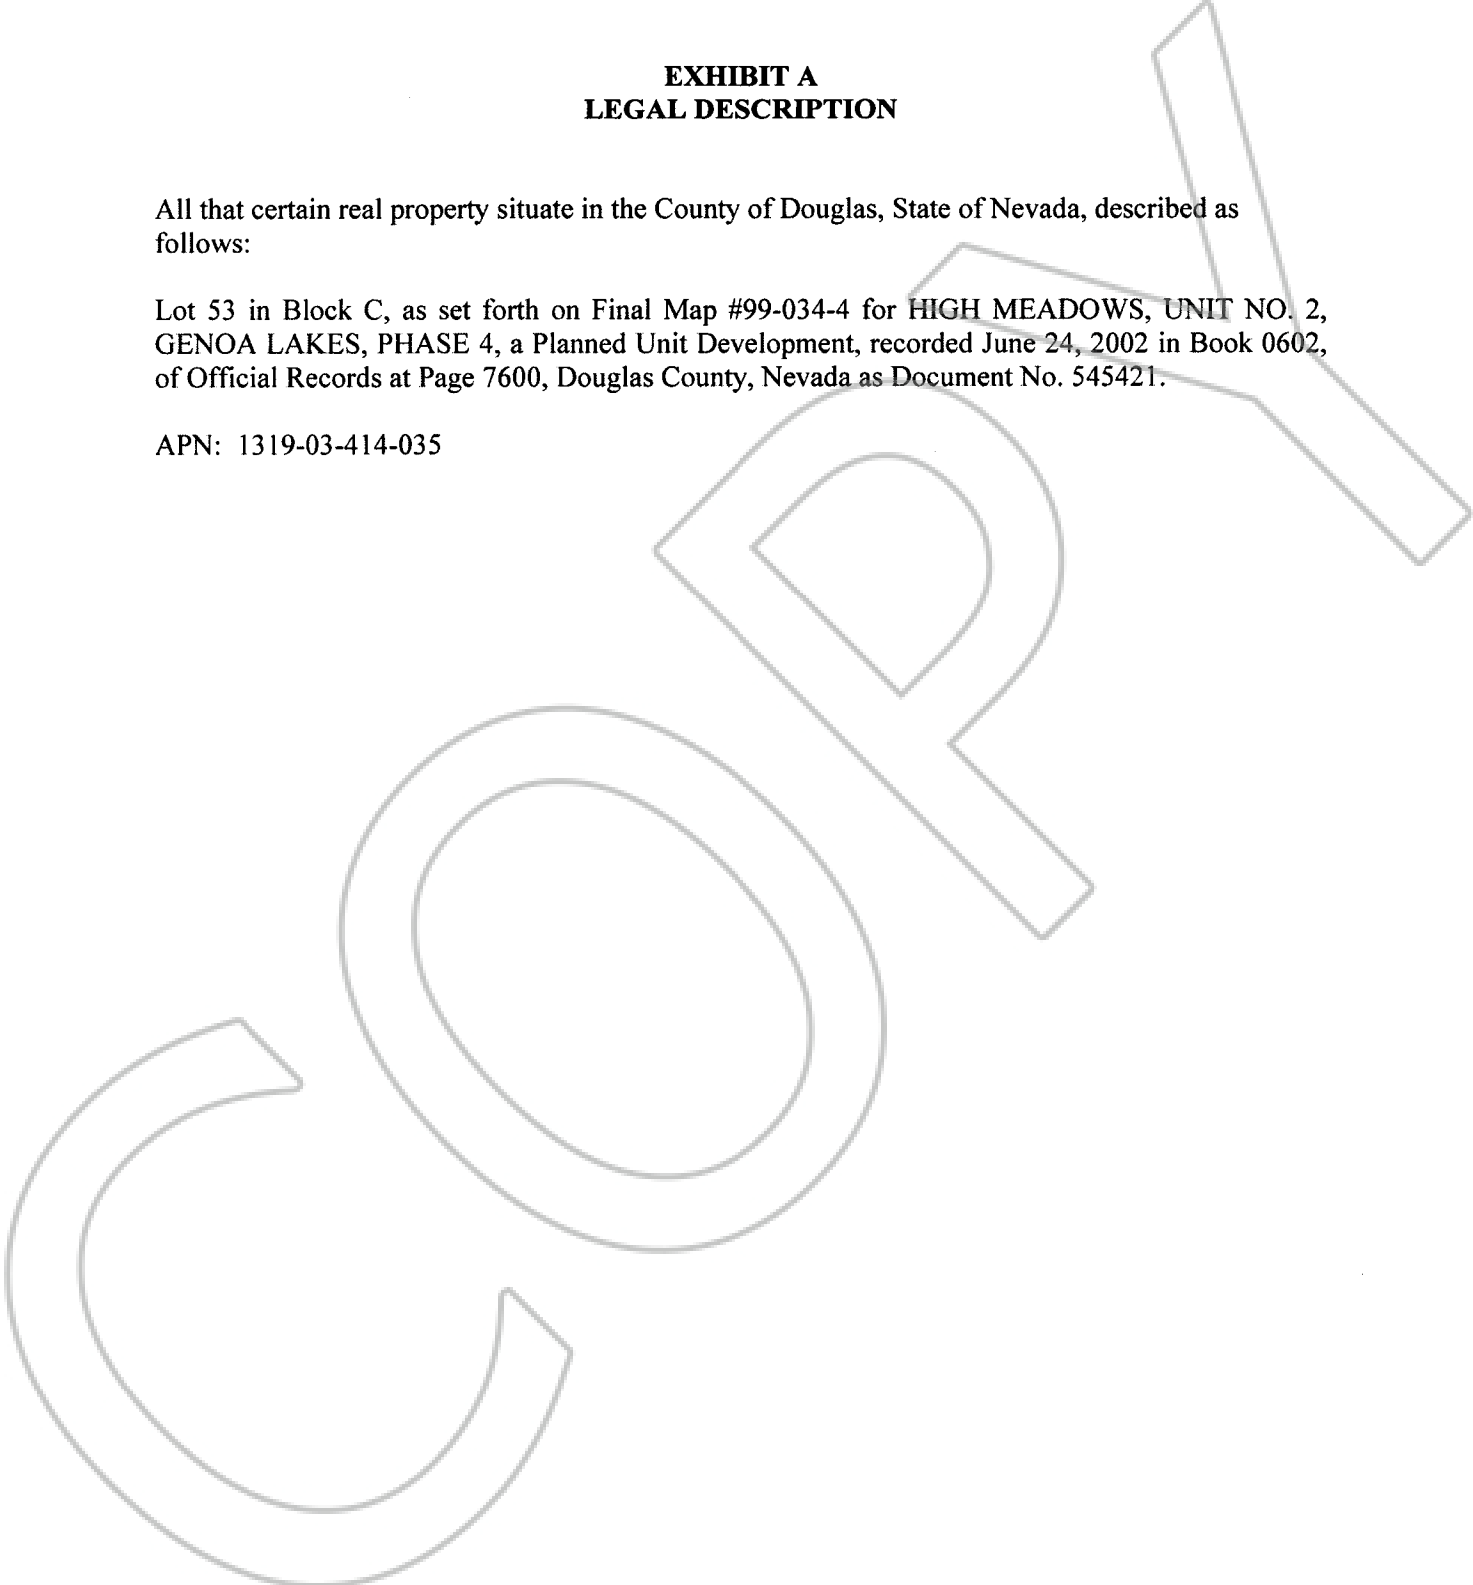 EXHIBIT A
LEGAL DESCRIPTION
All that certain real property situate in the County of Douglas, State of Nevada, described as
follows:
Lot 53 in Block C, as set forth on Final Map #99-034-4 for HIGH MEADOWS, UNIT NO. 2,
GENOA LAKES, PHASE 4, a Planned Unit Development, recorded June 24, 2002 in Book 0602,
of Official Records at Page 7600, Douglas County, Nevada as Document No. 545421.
APN: 1319-03-414-035
COPY